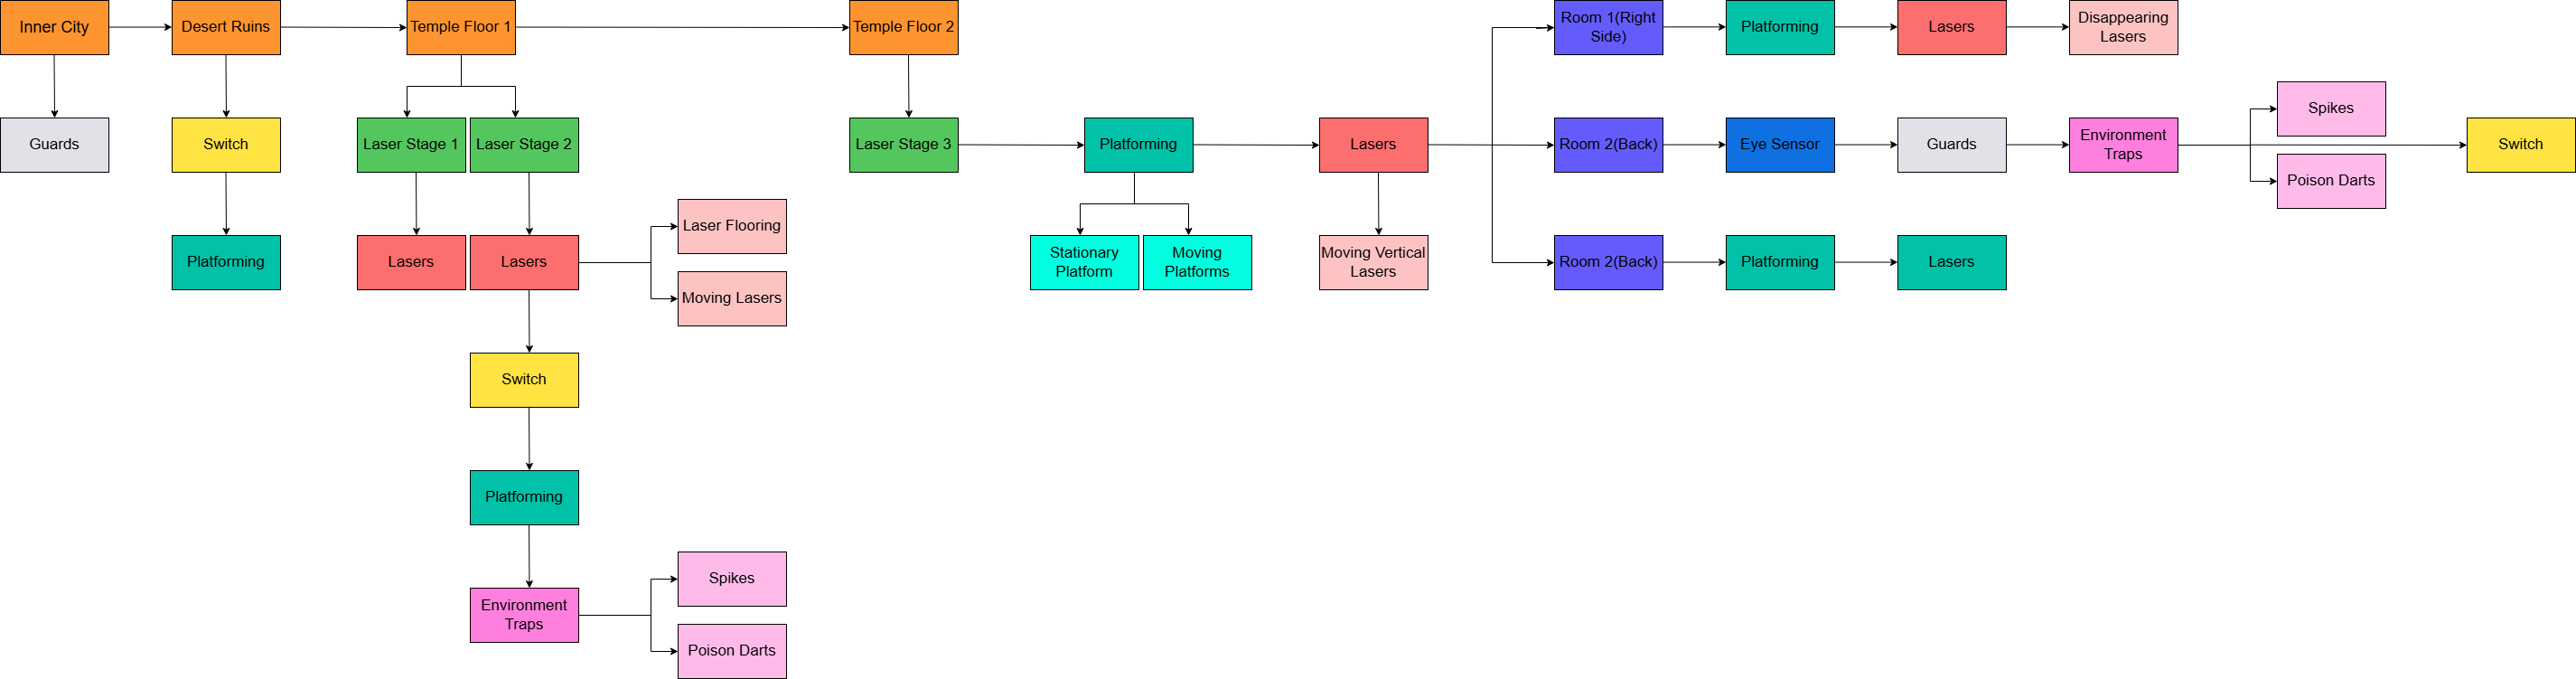 Inner City
Desert Ruins
Temple Floor 1
Temple Floor 2
Room 1(Right
Side)
Platforming
Lasers
Disappearing
Lasers
Guards
Switch
Laser Stage 1
Laser Stage 2
Laser Stage 3
Platforming
Lasers
Room 2(Back)
Eye Sensor
Guards
Environment
Traps
Spikes
Poison Darts
Switch
Platforming
Lasers
Lasers
Laser Flooring
Moving Lasers
Stationary
Platform
Moving
Platforms
Moving Vertical
Lasers
Room 2(Back)
Platforming
Lasers
Switch
Platforming
Environment
Traps
Spikes
Poison Darts